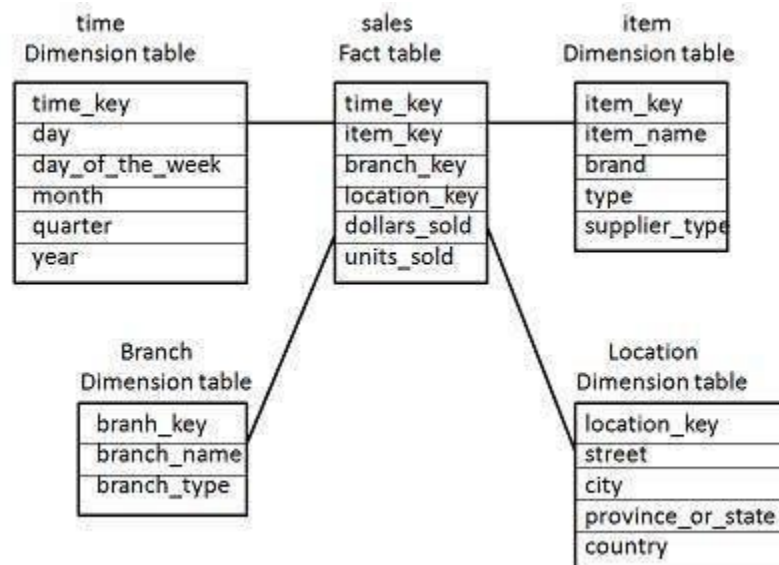 time
Dimension table
time_key
day
day_of_the_week
month
quarter
year
sales
Fact table
time_key
item_key
branch_key
location_key
dollars_sold
units_sold
item
Dimension table
item_key
item_name
brand
type
supplier_type
Branch
Dimension table
branh_key
branch_name
branch_type
Location
Dimension table
location_key
street
city
province_or_state
country